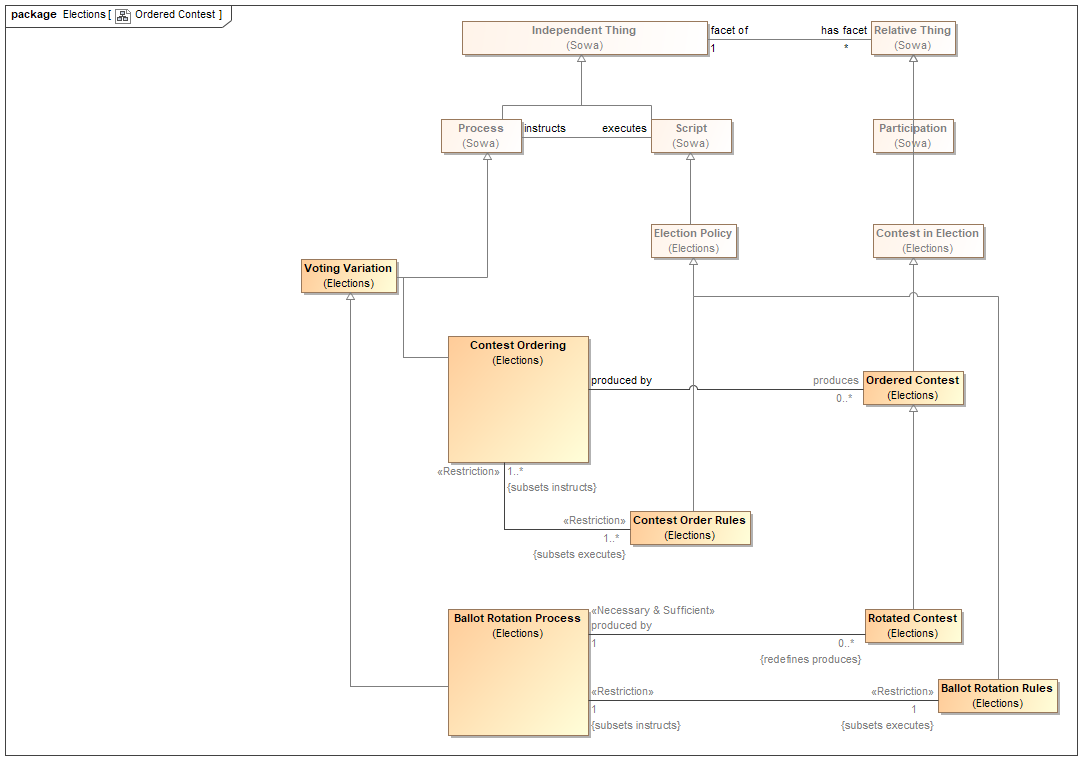 package Elections [ Ordered Contest ]
Independent Thing
(Sowa)
facet of
1
has facet
*
Relative Thing
(Sowa)
Process
(Sowa)
instructs
executes
Script
(Sowa)
Participation
(Sowa)
Election Policy
(Elections)
Contest in Election
(Elections)
Voting Variation
(Elections)
Contest Ordering
(Elections)
produced by
produces
0..*
Ordered Contest
(Elections)
«Restriction»
1..*
{subsets instructs}
«Restriction»
1..*
{subsets executes}
Contest Order Rules
(Elections)
Ballot Rotation Process
(Elections)
«Necessary & Sufficient»
produced by
1
0..*
{redefines produces}
Rotated Contest
(Elections)
«Restriction»
1
{subsets instructs}
«Restriction»
1
{subsets executes}
Ballot Rotation Rules
(Elections)